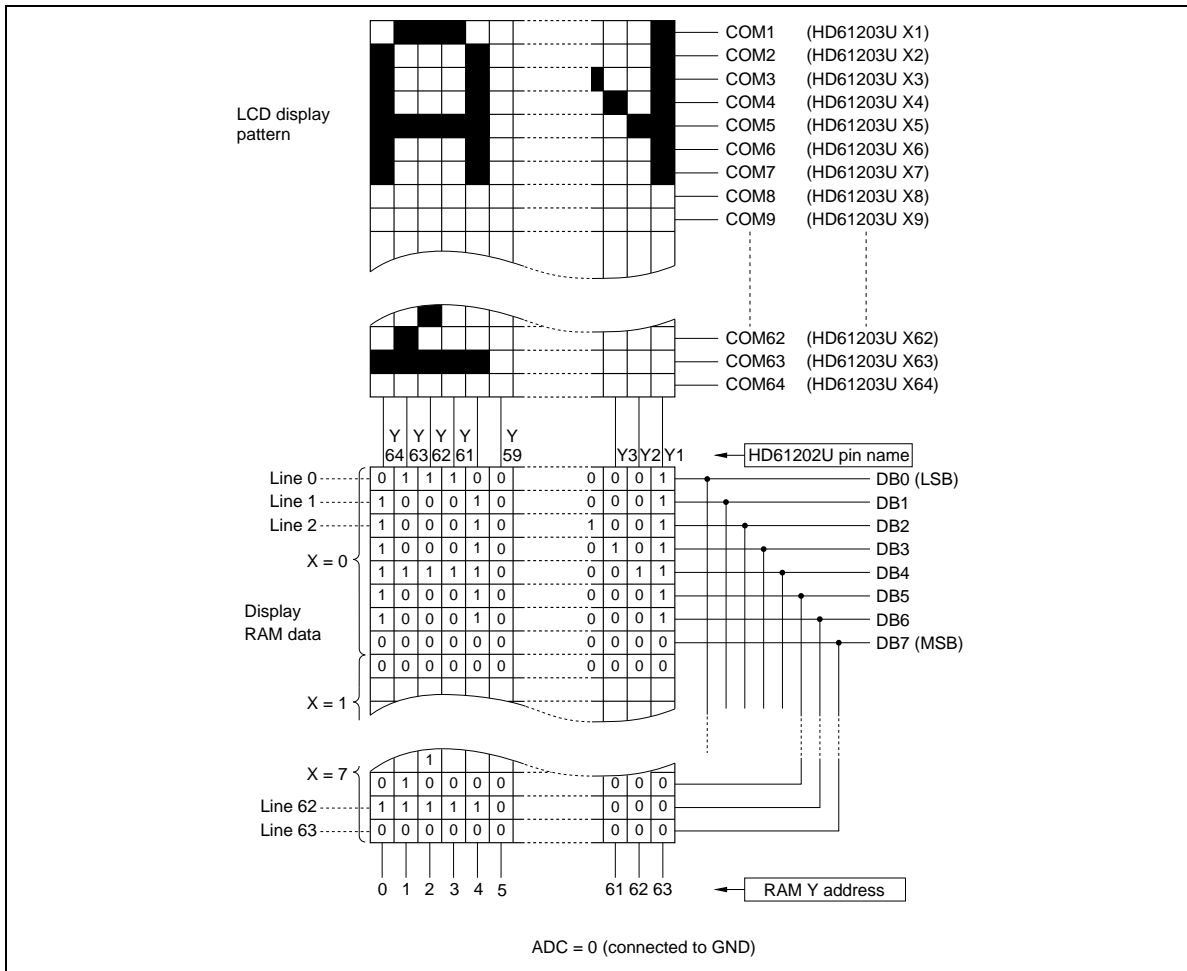 COM1 (HD61203U X1)
COM2 (HD61203U X2)
COM3 (HD61203U X3)
COM4 (HD61203U X4)
LCD display
pattern
COM5 (HD61203U X5)
COM6 (HD61203U X6)
COM7 (HD61203U X7)
COM8 (HD61203U X8)
COM9 (HD61203U X9)
COM62 (HD61203U X62)
COM63 (HD61203U X63)
COM64 (HD61203U X64)
Y Y Y Y Y
64 63 62 61 59 Y3 Y2 Y1 HD61202U pin name
Line 0 0 1 1 1 0 0 0 0 0 1 DB0 (LSB)
Line 1 1 0 0 0 1 0 0 0 0 1 DB1
Line 2 1 0 0 0 1 0 1 0 0 1 DB2
1 0 0 0 1 0 0 1 0 1 DB3
X = 0
1 1 1 1 1 0 0 0 1 1 DB4
1 0 0 0 1 0 0 0 0 1 DB5
Display
RAM data
1 0 0 0 1 0 0 0 0 1 DB6
0 0 0 0 0 0 0 0 0 0 DB7 (MSB)
0 0 0 0 0 0 0 0 0 0
X = 1
1
X = 7
0 1 0 0 0 0 0 0 0
Line 62 1 1 1 1 1 0 0 0 0
Line 63 0 0 0 0 0 0 0 0 0
0 1 2 3 4 5 61 62 63 RAM Y address
ADC = 0 (connected to GND)